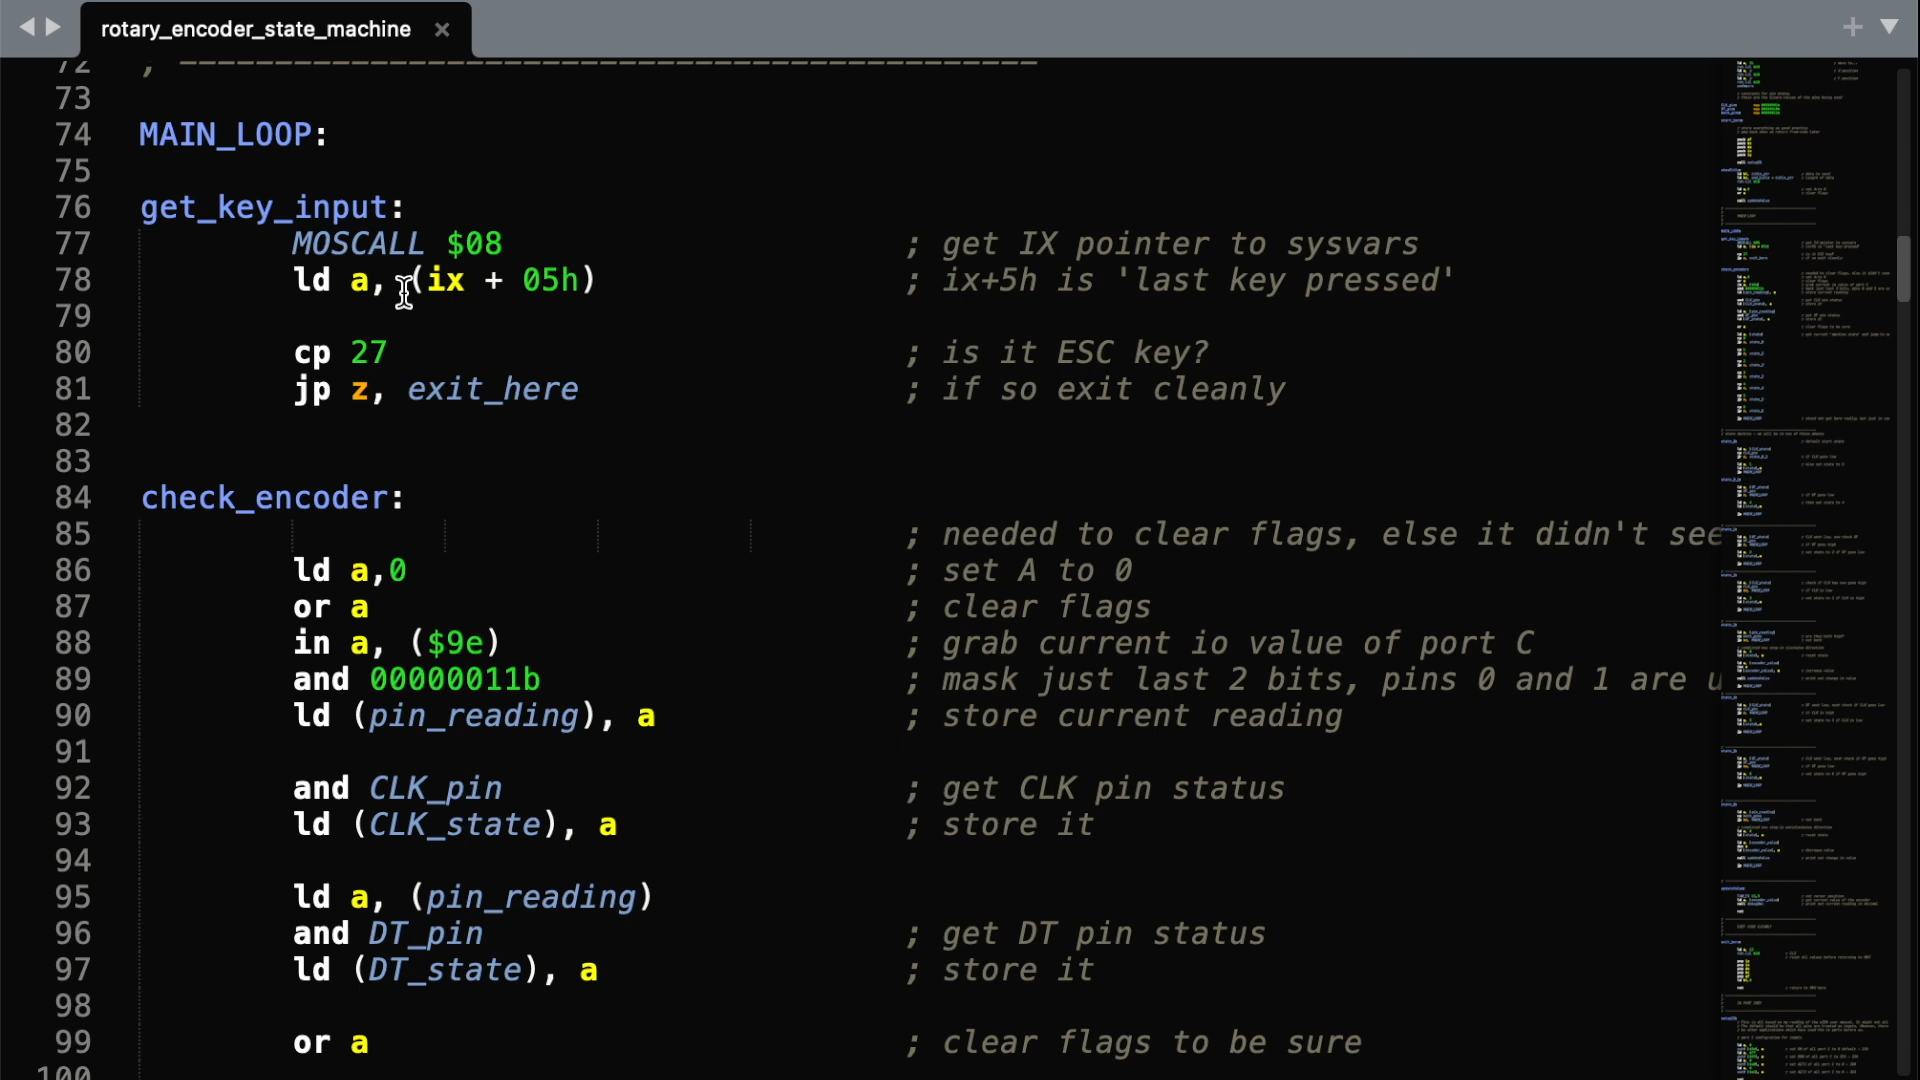 rotary_encoder_state_machine
72 ; ---------------------------------------------
73
74 MAIN_LOOP:
75
76 get_key_input:
77 MOSCALL $08 ; get IX pointer to sysvars
78 ld a, (ix + 05h) ; ix+5h is 'last key pressed'
79
80 cp 27 ; is it ESC key?
81 jp z, exit_here ; if so exit cleanly
82
83
84 check_encoder:
85 ; needed to clear flags, else it didn't see
86 ld a,0 ; set A to 0
87 or a ; clear flags
88 in a, ($9e) ; grab current io value of port C
89 and 00000011b ; mask just last 2 bits, pins 0 and 1 are u
90 ld (pin_reading), a ; store current reading
91
92 and CLK_pin ; get CLK pin status
93 ld (CLK_state), a ; store it
94
95 ld a, (pin_reading)
96 and DT_pin ; get DT pin status
97 ld (DT_state), a ; store it
98
99 or a ; clear flags to be sure
100